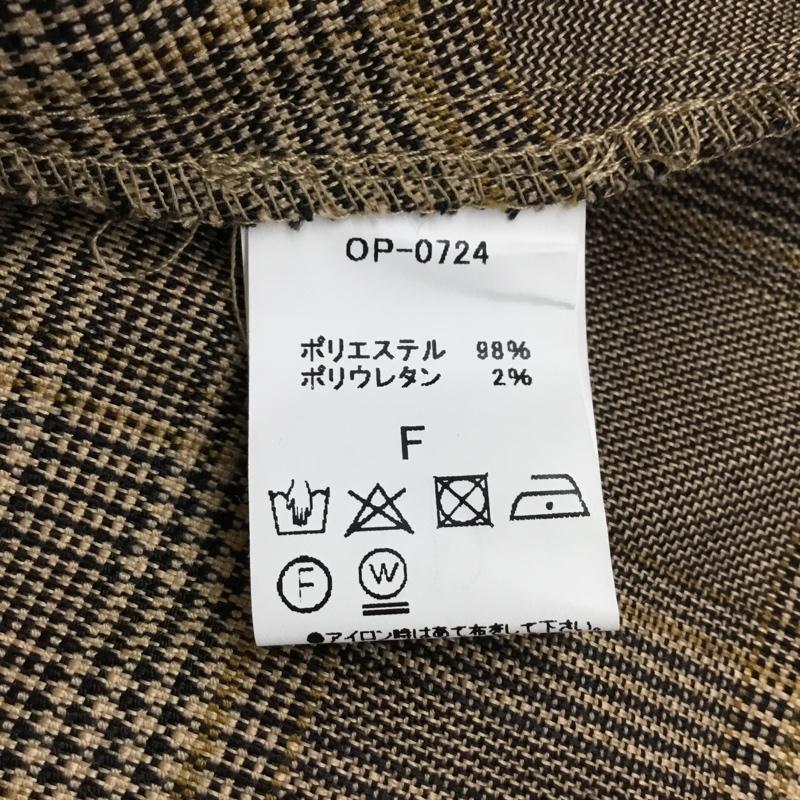 OP-0724
ポリエステル 98%
ポリウレタン 2%
F
F
W
●アイロン時はあて布をして下さい。